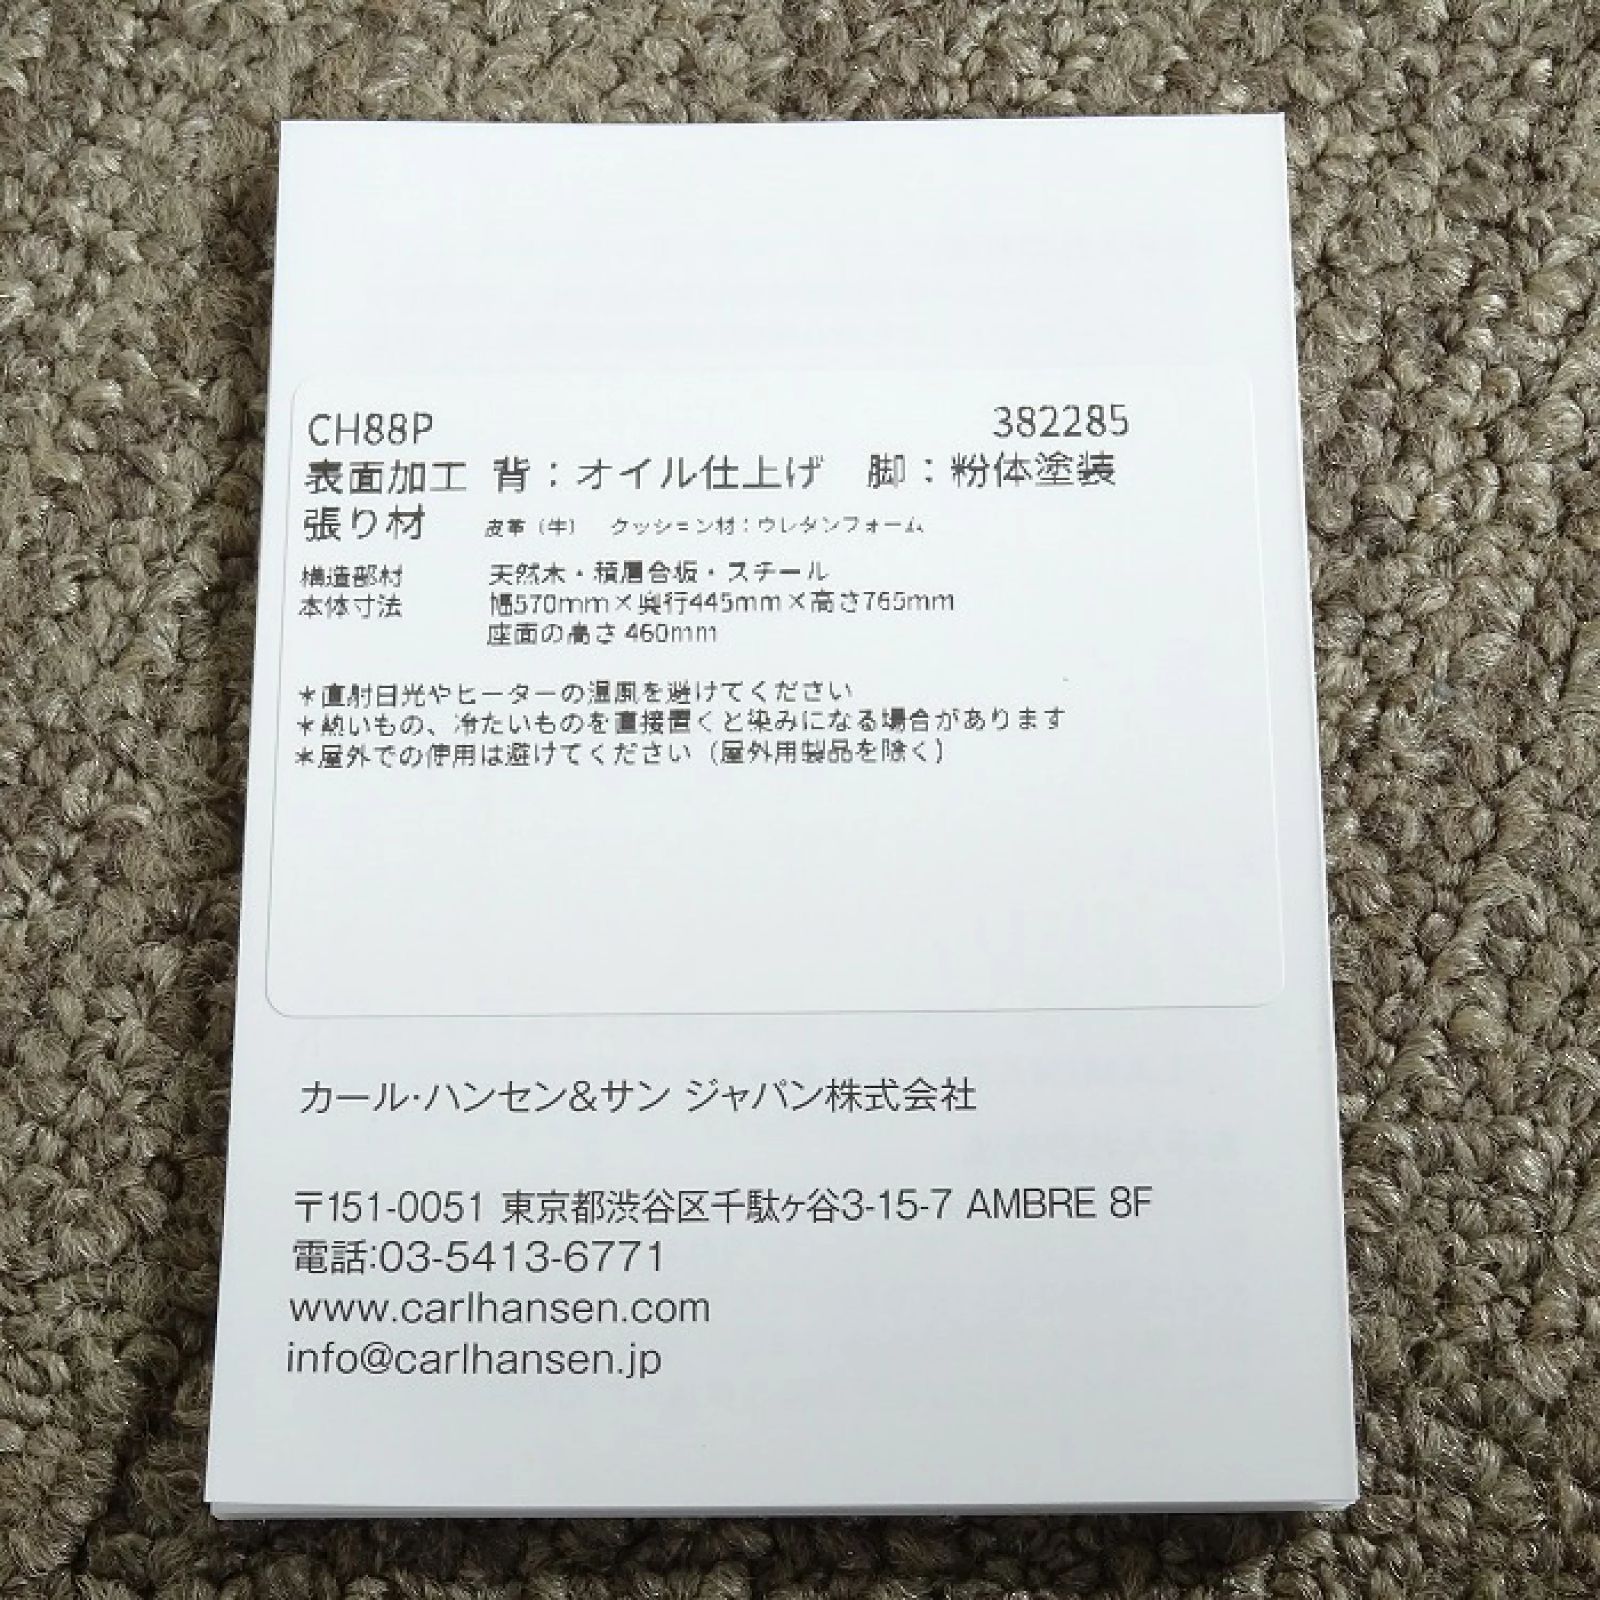 CH88P 382285
表面加工 背：オイル仕上げ 脚：粉体塗装
張り材 皮革（牛） クッション材：ウレタンフォーム
構造部材 天然木・積層合板・スチール
本体寸法 幅570mm×奥行445mm×高さ765mm
座面の高さ460mm
＊直射日光やヒーターの温風を避けてください
＊熱いもの、冷たいものを直接置くと染みになる場合があります
＊屋外での使用は避けてください（屋外用製品を除く）
カール・ハンセン&サン ジャパン株式会社
〒151-0051 東京都渋谷区千駄ヶ谷3-15-7 AMBRE 8F
電話:03-5413-6771
www.carlhansen.com
info@carlhansen.jp